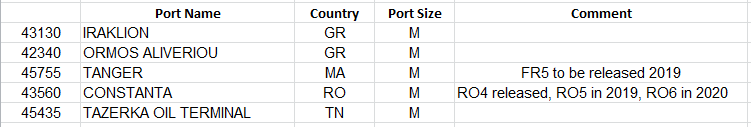 Port Name Country Port Size Comment
43130 IRAKLION GR M
42340 ORMOS ALIVERIOU GR M
45755 TANGER MA M FR5 to be released 2019
43560 CONSTANTA RO M RO4 released, RO5 in 2019, RO6 in 2020
45435 TAZERKA OIL TERMINAL TN M